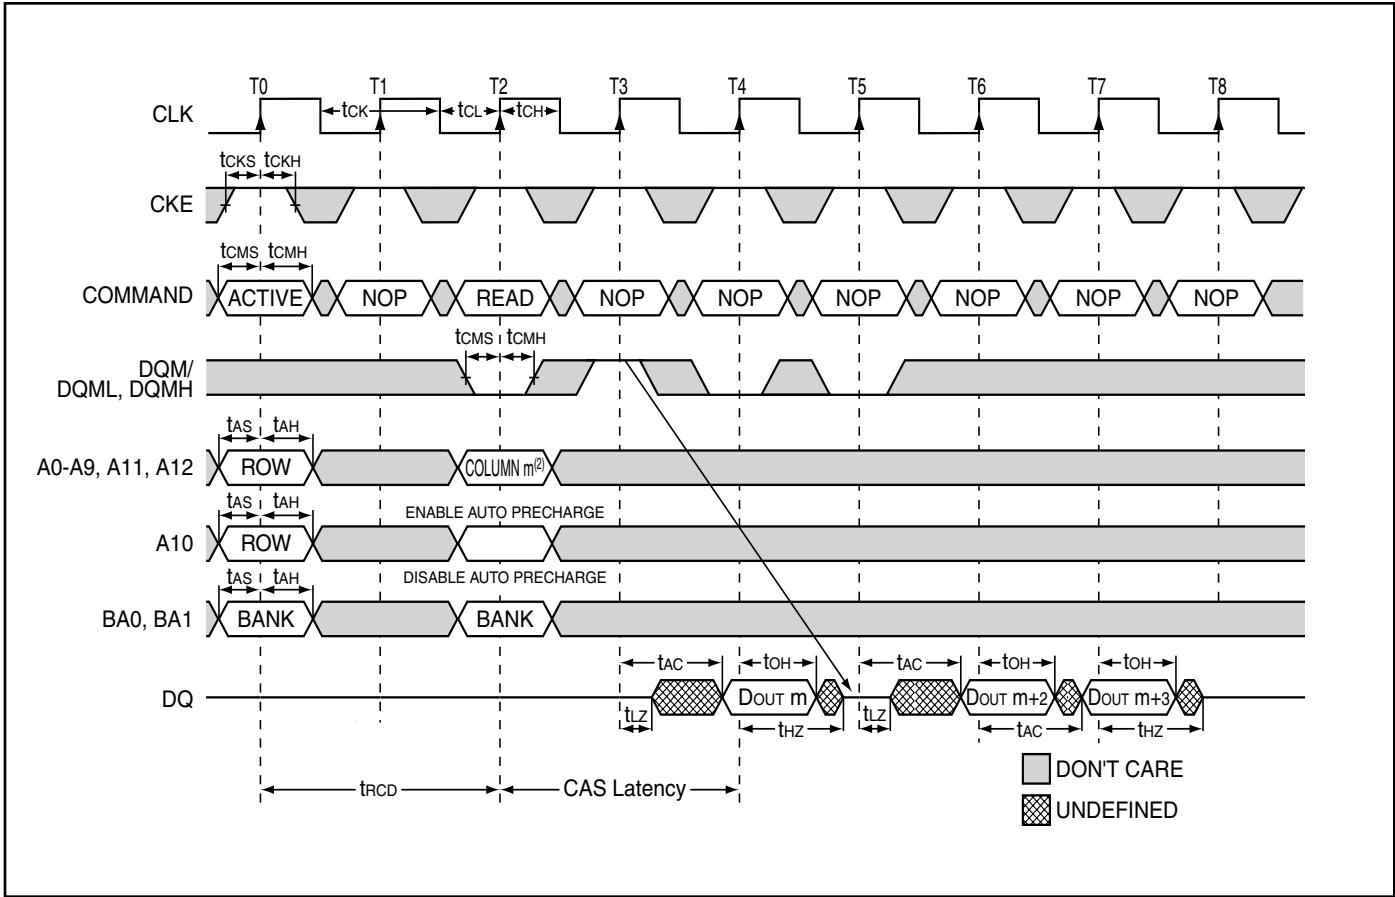 T0 T1 T2 T3 T4 T5 T6 T7 T8
CLK tCK tCL tCH
tCKS tCKH
CKE
tCMS tCMH
COMMAND ACTIVE NOP READ NOP NOP NOP NOP NOP NOP
tCMS tCMH
DQM/
DQML, DQMH
tAS tAH
A0-A9, A11, A12 ROW COLUMN m(2)
tAS tAH ENABLE AUTO PRECHARGE
A10 ROW
tAS tAH DISABLE AUTO PRECHARGE
BA0, BA1 BANK BANK
tAC tOH tAC tOH tOH
DQ DOUT m DOUT m+2 DOUT m+3
tLZ tHZ tLZ tAC tHZ
DON'T CARE
tRCD CAS Latency
UNDEFINED